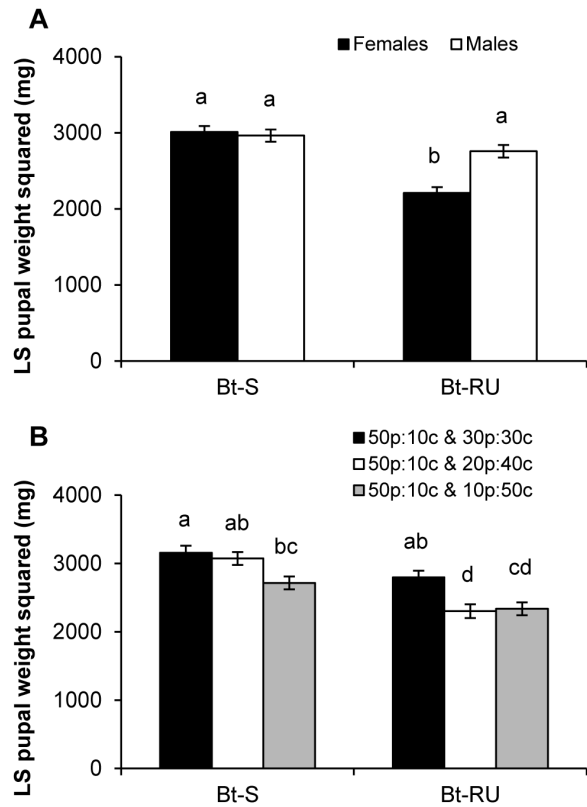 A
Females Males
LS pupal weight squared (mg)
4000
3000
2000
1000
0
a a b a
Bt-S Bt-RU
B
50p:10c & 30p:30c
50p:10c & 20p:40c
50p:10c & 10p:50c
LS pupal weight squared (mg)
4000
3000
2000
1000
0
a ab bc ab d cd
Bt-S Bt-RU